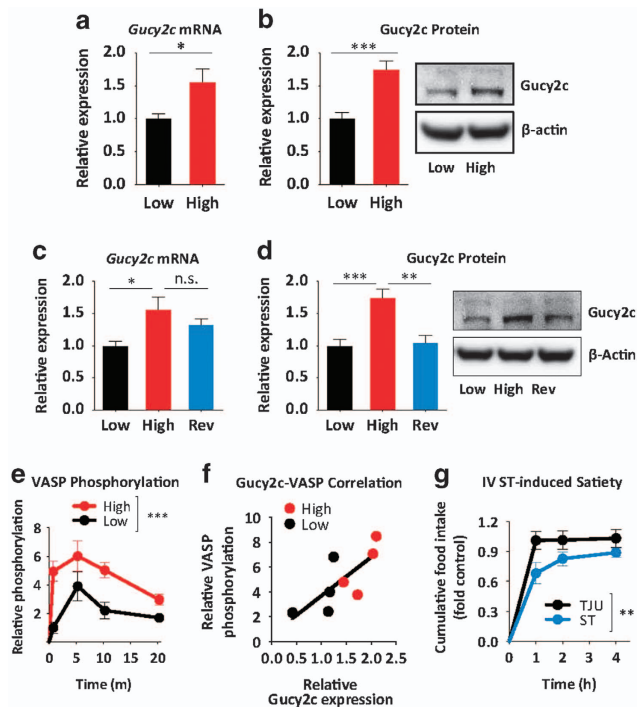 a
Gucy2c mRNA
*
Relative expression
2.0
1.5
1.0
0.5
0.0
Low High
b
Gucy2c Protein
***
Relative expression
2.0
1.5
1.0
0.5
0.0
Low High
Gucy2c
β-actin
Low High
c
Gucy2c mRNA
* n.s.
Relative expression
2.0
1.5
1.0
0.5
0.0
Low High Rev
d
Gucy2c Protein
*** **
Relative expression
2.0
1.5
1.0
0.5
0.0
Low High Rev
Gucy2c
β-Actin
Low High Rev
e
VASP Phosphorylation
High
Low
***
Relative phosphorylation
8
6
4
2
0 5 10 15 20
Time (m)
f
Gucy2c-VASP Correlation
High
Low
Relative VASP
phosphorylation
10
8
6
4
2
0
0.0 0.5 1.0 1.5 2.0 2.5
Relative
Gucy2c expression
g
IV ST-induced Satiety
Cumulative food intake
(fold control)
1.2
0.9
0.6
0.3
0.0
TJU
ST
**
0 1 2 3 4
Time (h)